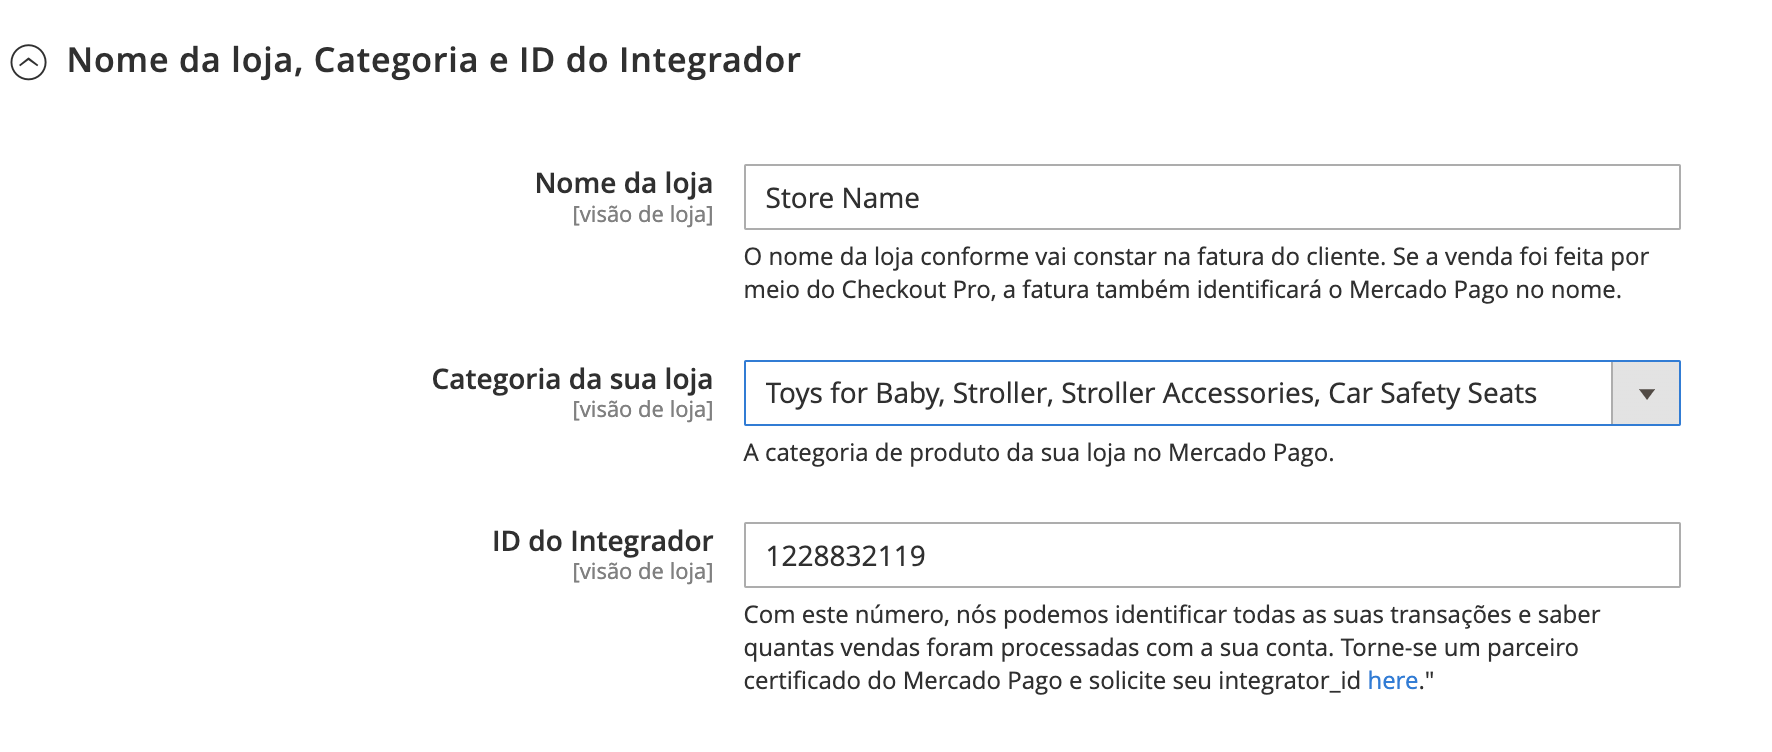 Nome da loja, Categoria e ID do Integrador
Nome da loja
[visão de loja]
Store Name
O nome da loja conforme vai constar na fatura do cliente. Se a venda foi feita por
meio do Checkout Pro, a fatura também identificará o Mercado Pago no nome.
Categoria da sua loja
[visão de loja]
Toys for Baby, Stroller, Stroller Accessories, Car Safety Seats
A categoria de produto da sua loja no Mercado Pago.
ID do Integrador
[visão de loja]
1228832119
Com este número, nós podemos identificar todas as suas transações e saber
quantas vendas foram processadas com a sua conta. Torne-se um parceiro
certificado do Mercado Pago e solicite seu integrator_id here."